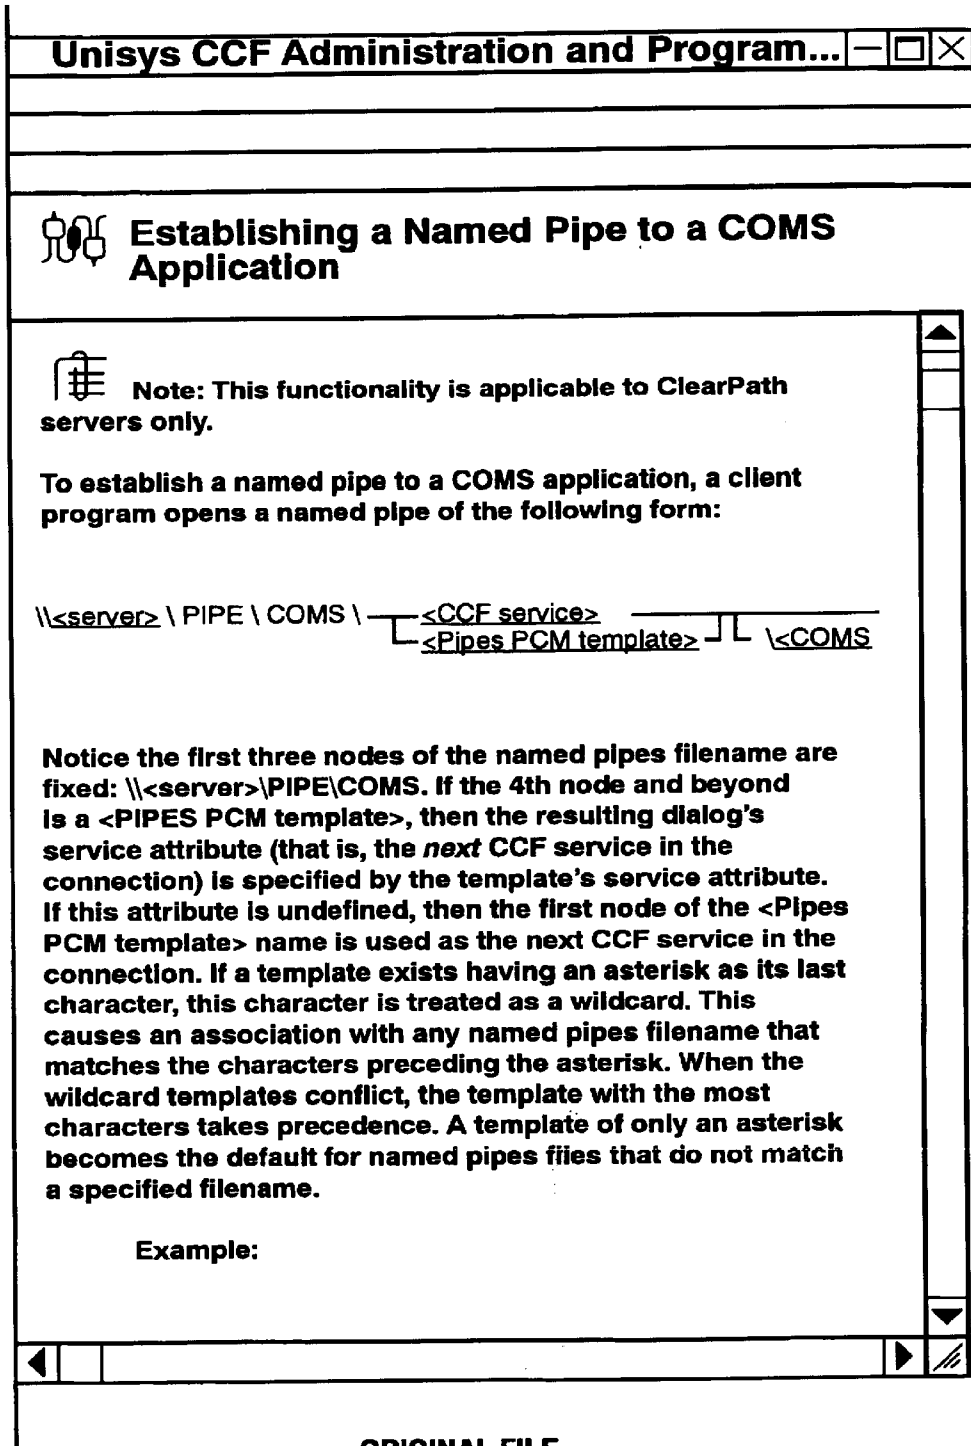 Unisys CCF Administration and Program...
Establishing a Named Pipe to a COMS
Application
Note: This functionality is applicable to ClearPath
servers only.
To establish a named pipe to a COMS application, a client
program opens a named pipe of the following form:
\\<server> \ PIPE \ COMS \ <CCF service>
<Pipes PCM template> \<COMS
Notice the first three nodes of the named pipes filename are
fixed: \\<server>\PIPE\COMS. If the 4th node and beyond
is a <PIPES PCM template>, then the resulting dialog's
service attribute (that is, the next CCF service in the
connection) is specified by the template's service attribute.
If this attribute is undefined, then the first node of the <Pipes
PCM template> name is used as the next CCF service in the
connection. If a template exists having an asterisk as its last
character, this character is treated as a wildcard. This
causes an association with any named pipes filename that
matches the characters preceding the asterisk. When the
wildcard templates conflict, the template with the most
characters takes precedence. A template of only an asterisk
becomes the default for named pipes files that do not match
a specified filename.
Example:
ORIGINAL FILE